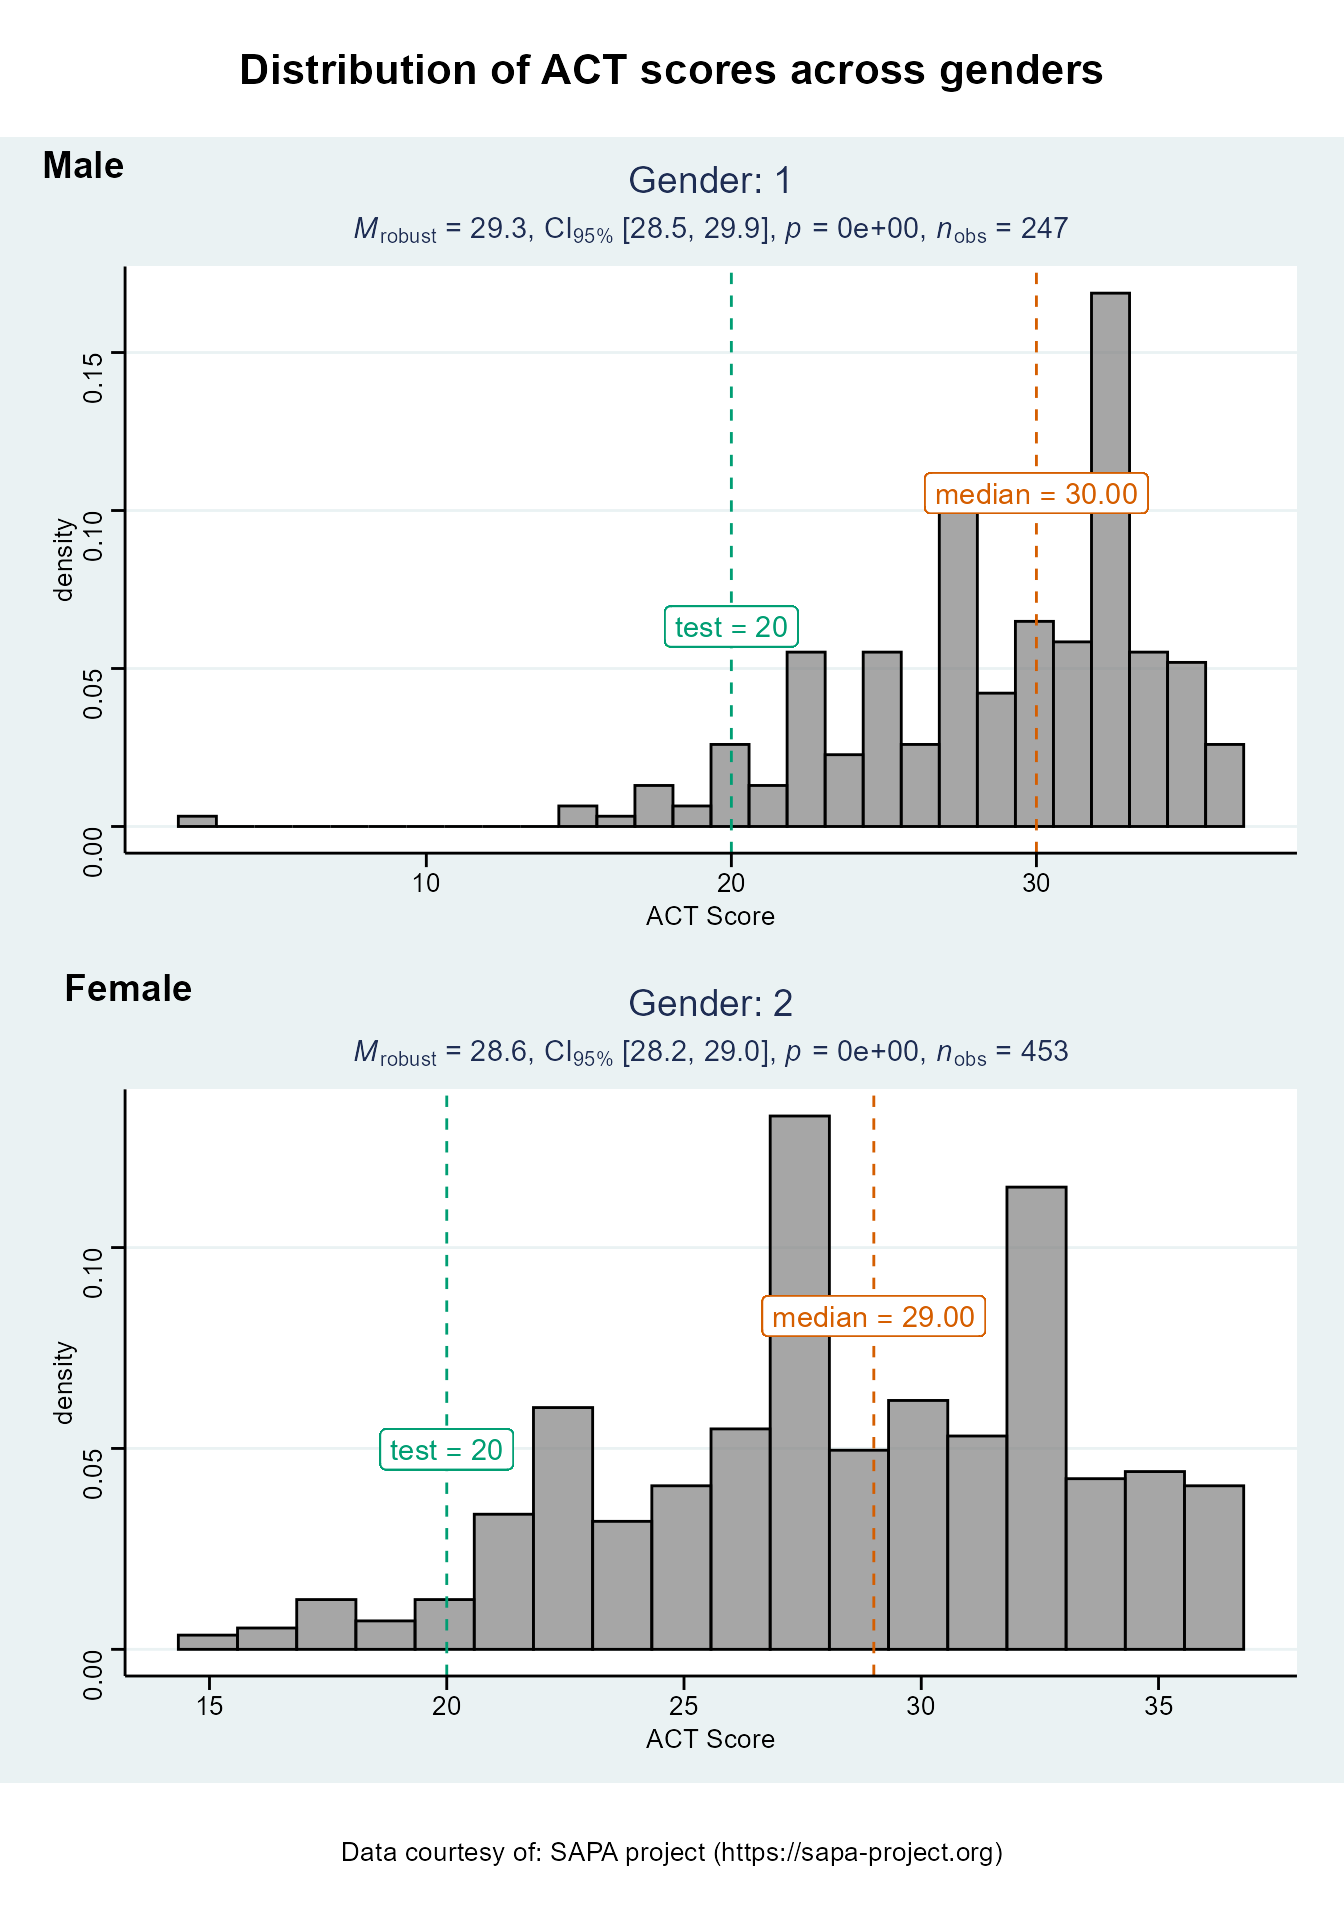 Distribution of ACT scores across genders
Male
Gender: 1
M robust = 29.3, CI95% [28.5, 29.9], p = 0e+00, n obs = 247
0.15
0.10
0.05
0.00
density
median = 30.00
test = 20
10 20 30
ACT Score
Female
Gender: 2
M robust = 28.6, CI95% [28.2, 29.0], p = 0e+00, n obs = 453
0.10
0.05
0.00
density
median = 29.00
test = 20
15 20 25 30 35
ACT Score
Data courtesy of: SAPA project (https://sapa-project.org)